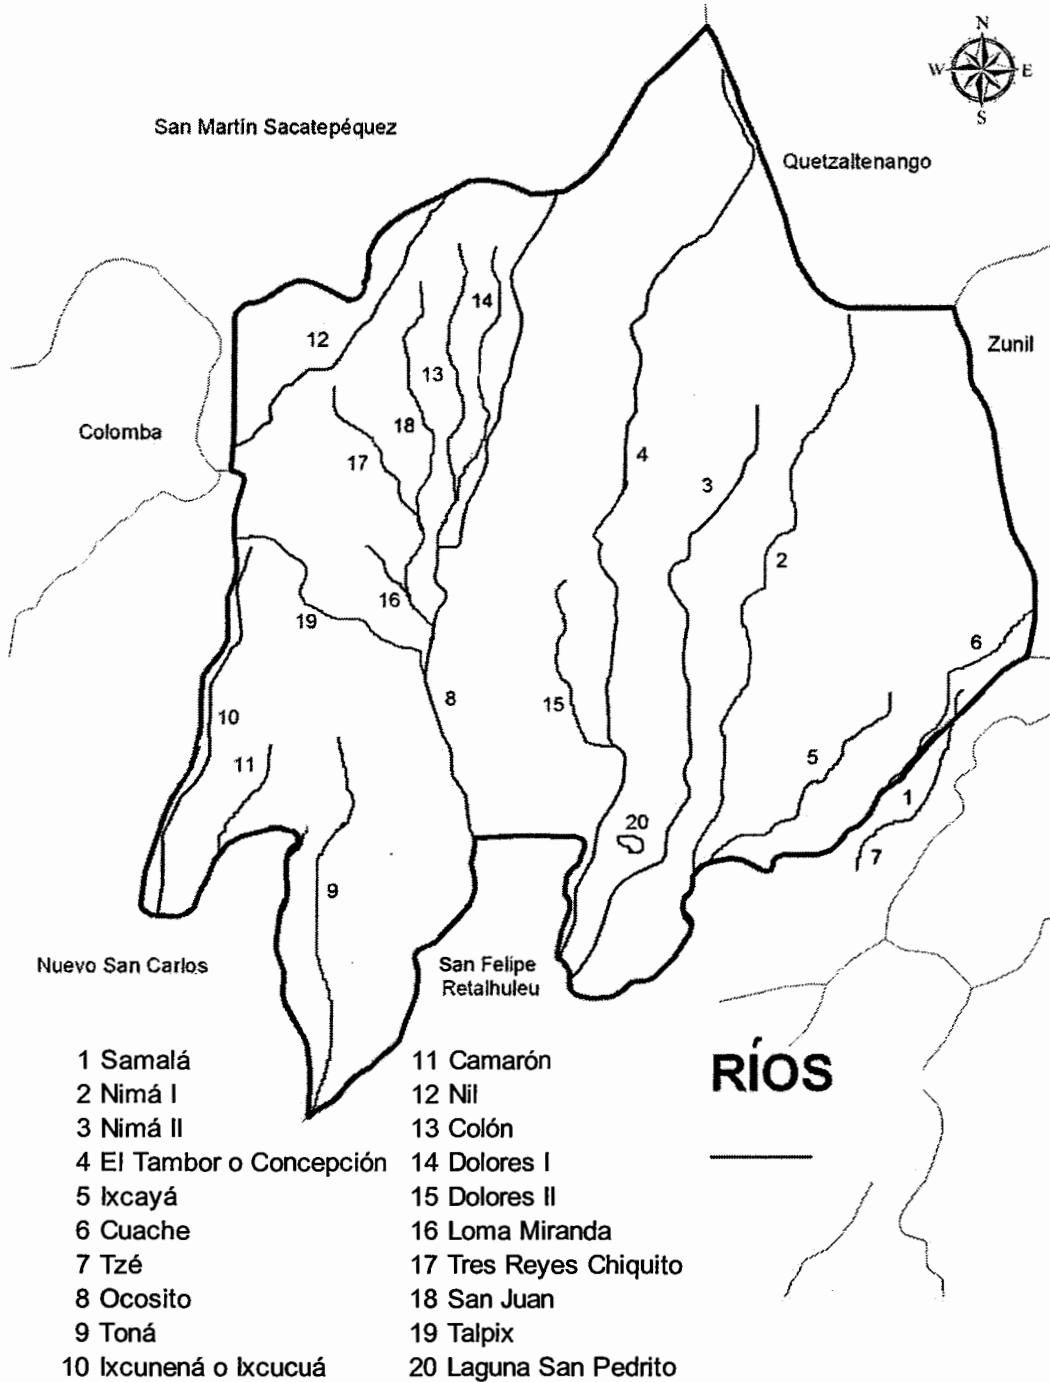 N
W E
S
San Martín Sacatepéquez
Quetzaltenango
Zunil
Colomba
12
14
13
18
17
4
3
2
16
19
6
10
8
15
11
5
1
20
7
9
Nuevo San Carlos
San Felipe
Retalhuleu
RÍOS
1 Samalá
2 Nimá I
3 Nimá II
4 El Tambor o Concepción
5 Ixcayá
6 Cuache
7 Tzé
8 Ocosito
9 Toná
10 Ixcunená o Ixcucuá
11 Camarón
12 Nil
13 Colón
14 Dolores I
15 Dolores II
16 Loma Miranda
17 Tres Reyes Chiquito
18 San Juan
19 Talpix
20 Laguna San Pedrito